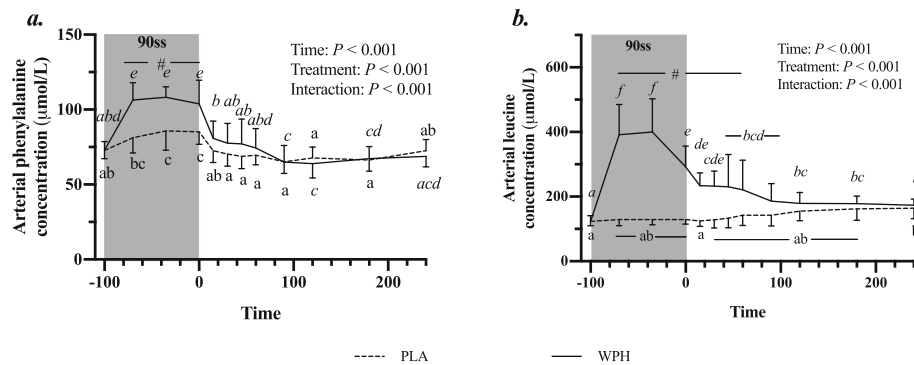 a.
Arterial phenylalanine
concentration (μmol/L)
150
100
50
0
90ss
#
Time: P < 0.001
Treatment: P < 0.001
Interaction: P < 0.001
abd e e e b ab ab abd c a cd ab
ab bc c c ab a a a a c a acd
-100 0 100 200
Time
b.
Arterial leucine
concentration (μmol/L)
600
400
200
0
90ss
#
Time: P < 0.001
Treatment: P < 0.001
Interaction: P < 0.001
a f f e de cde bcd bc bc
a ab a ab
-100 0 100 200
Time
PLA WPH